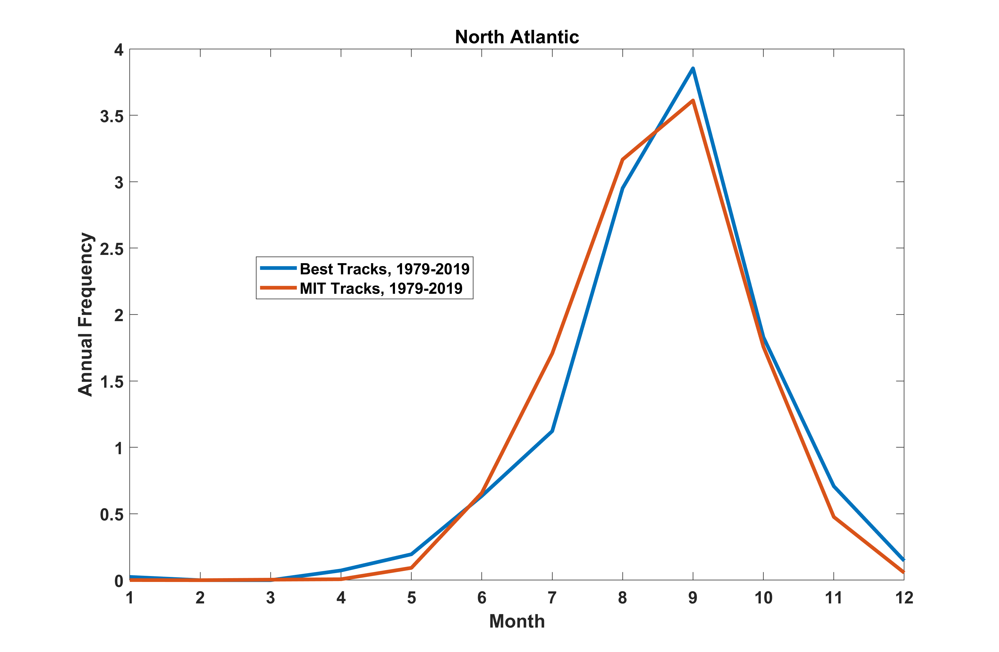 North Atlantic
4
3.5
3
2.5
2
1.5
1
0.5
0
Annual Frequency
Best Tracks, 1979-2019
MIT Tracks, 1979-2019
1 2 3 4 5 6 7 8 9 10 11 12
Month